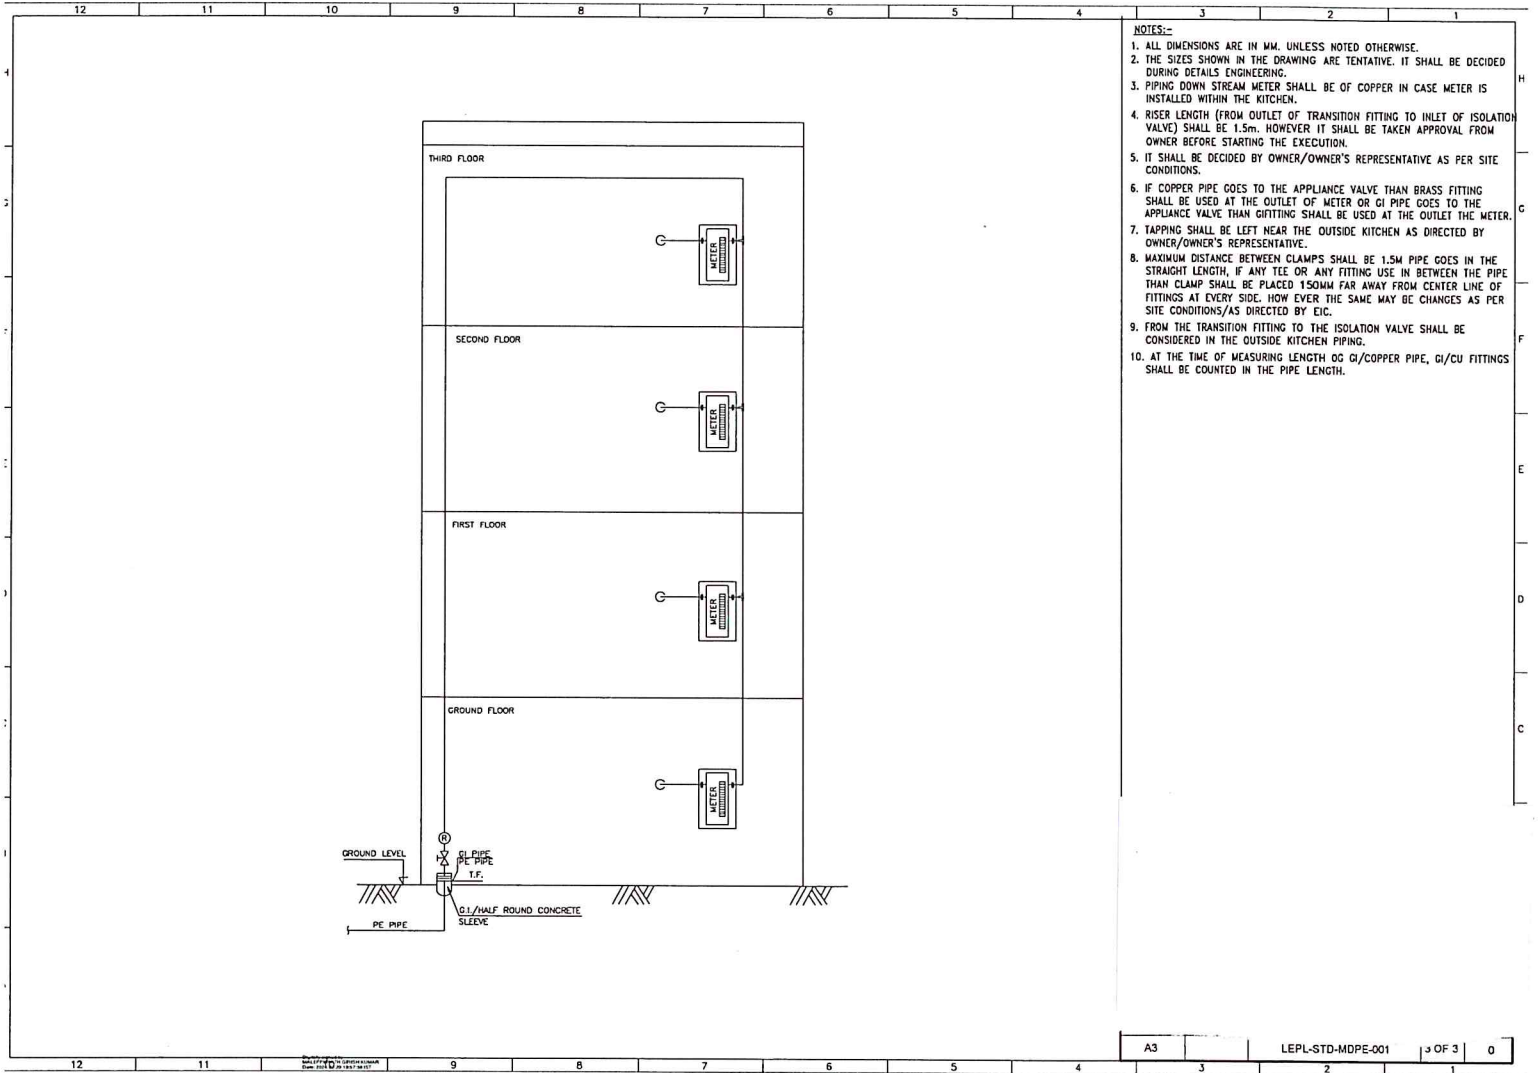 12 11 10 9 8 7 6 5 4 3 2 1
NOTES:-
1. ALL DIMENSIONS ARE IN MM. UNLESS NOTED OTHERWISE.
2. THE SIZES SHOWN IN THE DRAWING ARE TENTATIVE. IT SHALL BE DECIDED
DURING DETAILS ENGINEERING.
3. PIPING DOWN STREAM METER SHALL BE OF COPPER IN CASE METER IS
INSTALLED WITHIN THE KITCHEN.
4. RISER LENGTH (FROM OUTLET OF TRANSITION FITTING TO INLET OF ISOLATION
VALVE) SHALL BE 1.5m. HOWEVER IT SHALL BE TAKEN APPROVAL FROM
OWNER BEFORE STARTING THE EXECUTION.
5. IT SHALL BE DECIDED BY OWNER/OWNER'S REPRESENTATIVE AS PER SITE
CONDITIONS.
6. IF COPPER PIPE GOES TO THE APPLIANCE VALVE THAN BRASS FITTING
SHALL BE USED AT THE OUTLET OF METER OR GI PIPE GOES TO THE
APPLIANCE VALVE THAN GIFITTING SHALL BE USED AT THE OUTLET THE METER.
7. TAPPING SHALL BE LEFT NEAR THE OUTSIDE KITCHEN AS DIRECTED BY
OWNER/OWNER'S REPRESENTATIVE.
8. MAXIMUM DISTANCE BETWEEN CLAMPS SHALL BE 1.5M PIPE GOES IN THE
STRAIGHT LENGTH, IF ANY TEE OR ANY FITTING USE IN BETWEEN THE PIPE
THAN CLAMP SHALL BE PLACED 150MM FAR AWAY FROM CENTER LINE OF
FITTINGS AT EVERY SIDE. HOW EVER THE SAME MAY BE CHANGES AS PER
SITE CONDITIONS/AS DIRECTED BY EIC.
9. FROM THE TRANSITION FITTING TO THE ISOLATION VALVE SHALL BE
CONSIDERED IN THE OUTSIDE KITCHEN PIPING.
10. AT THE TIME OF MEASURING LENGTH OG GI/COPPER PIPE, GI/CU FITTINGS
SHALL BE COUNTED IN THE PIPE LENGTH.
H
G
F
E
D
C
THIRD FLOOR
METER
SECOND FLOOR
METER
FIRST FLOOR
METER
GROUND FLOOR
METER
R
GROUND LEVEL
GI PIPE
PE PIPE
T.F.
G.I./HALF ROUND CONCRETE
SLEEVE
PE PIPE
A3 LEPL-STD-MDPE-001 3 OF 3 0
12 11 10 9 8 7 6 5 4 3 2 1